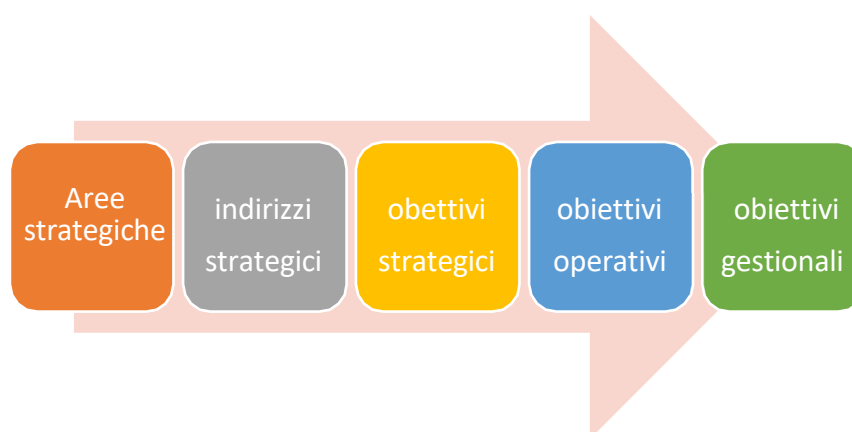 Aree
strategiche
indirizzi
strategici
obettivi
strategici
obiettivi
operativi
obiettivi
gestionali